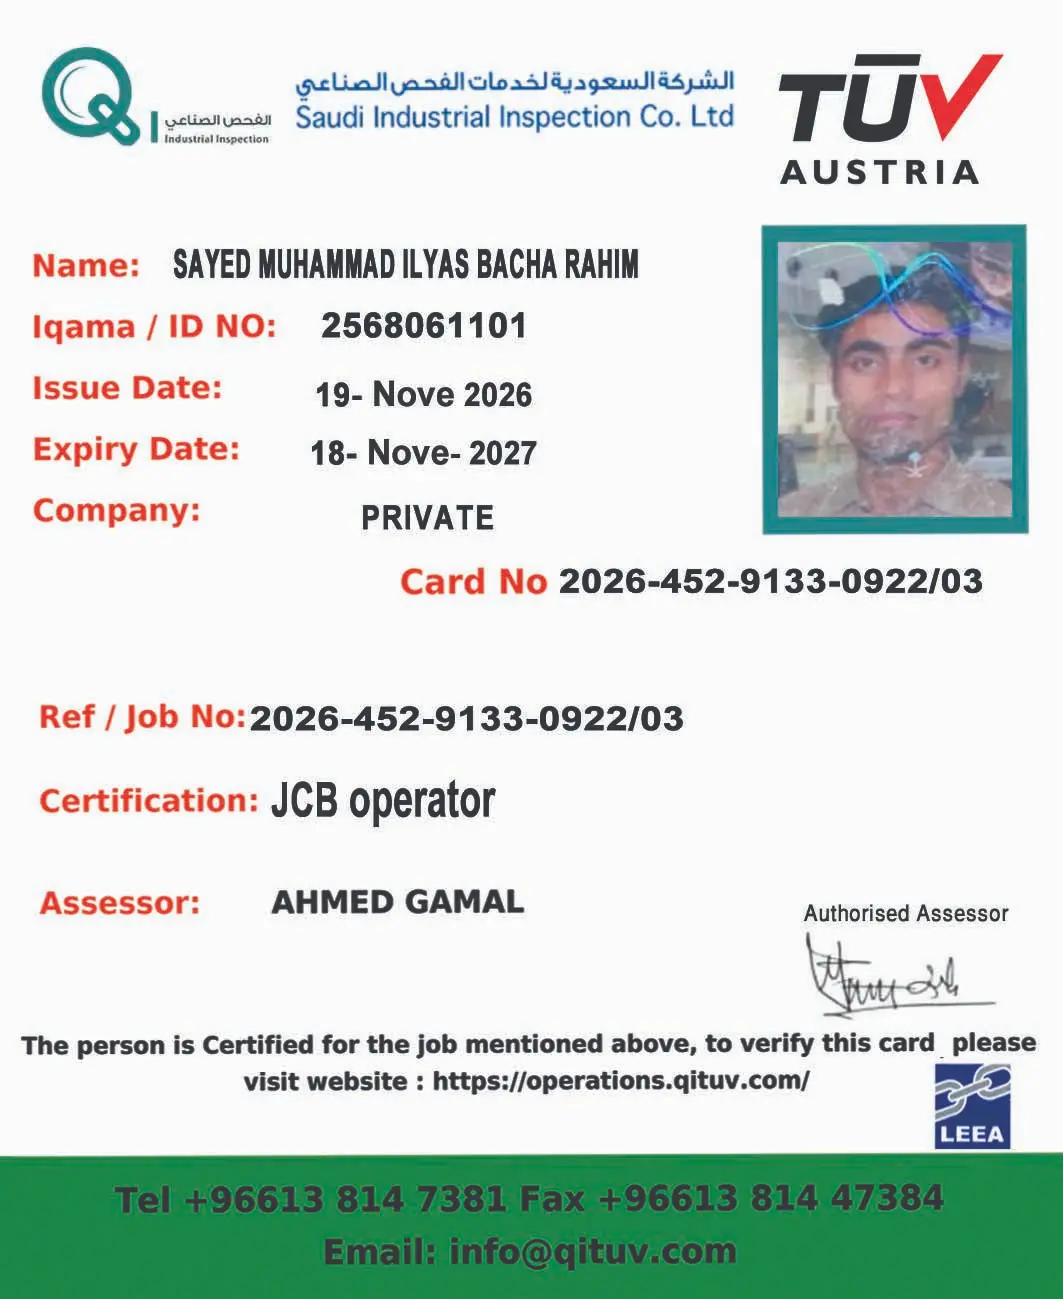 الفحص الصناعي
Industrial Inspection
الشركة السعودية لخدمات الفحص الصناعي
Saudi Industrial Inspection Co. Ltd
TÜV
AUSTRIA
Name: SAYED MUHAMMAD ILYAS BACHA RAHIM
Iqama / ID NO: 2568061101
Issue Date: 19- Nove 2026
Expiry Date: 18- Nove- 2027
Company: PRIVATE
Card No 2026-452-9133-0922/03
Ref / Job No: 2026-452-9133-0922/03
Certification: JCB operator
Assessor: AHMED GAMAL
Authorised Assessor
The person is Certified for the job mentioned above, to verify this card please
visit website : https://operations.qituv.com/
LEEA
Tel +96613 814 7381 Fax +96613 814 47384
Email: info@qituv.com